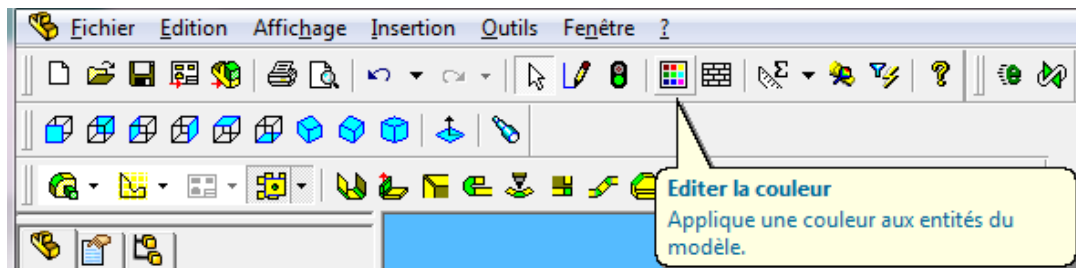 Fichier Edition Affichage Insertion Outils Fenêtre ?
Editer la couleur
Applique une couleur aux entités du
modèle.